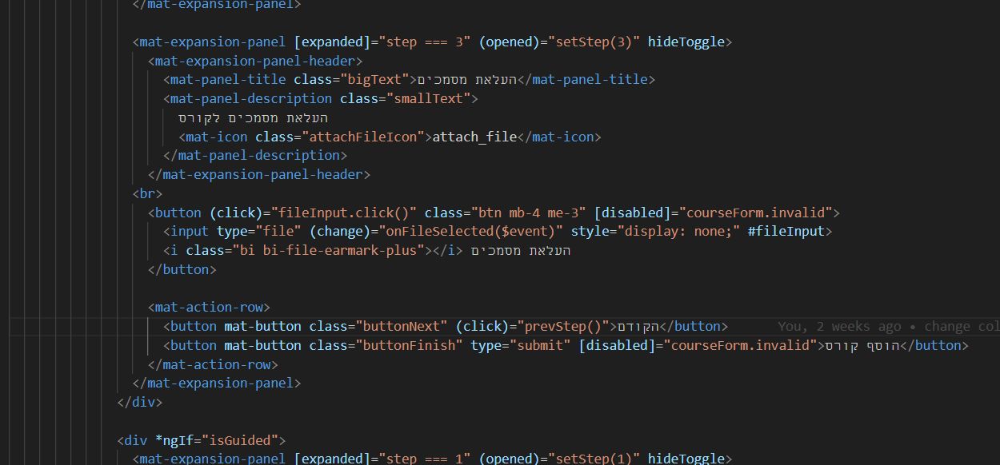 </mat-expansion-panel>
<mat-expansion-panel [expanded]="step === 3" (opened)="setStep(3)" hideToggle>
<mat-expansion-panel-header>
<mat-panel-title class="bigText">העלאת מסמכים</mat-panel-title>
<mat-panel-description class="smallText">
העלאת מסמכים לקורס
<mat-icon class="attachFileIcon">attach_file</mat-icon>
</mat-panel-description>
</mat-expansion-panel-header>
<br>
<button (click)="fileInput.click()" class="btn mb-4 me-3" [disabled]="courseForm.invalid">
<input type="file" (change)="onFileSelected($event)" style="display: none;" #fileInput>
<i class="bi bi-file-earmark-plus"></i> העלאת מסמכים
</button>
<mat-action-row>
<button mat-button class="buttonNext" (click)="prevStep()">הקודם</button> You, 2 weeks ago • change col
<button mat-button class="buttonFinish" type="submit" [disabled]="courseForm.invalid">הוסף קורס</button>
</mat-action-row>
</mat-expansion-panel>
</div>
<div *ngIf="isGuided">
<mat-expansion-panel [expanded]="step === 1" (opened)="setStep(1)" hideToggle>